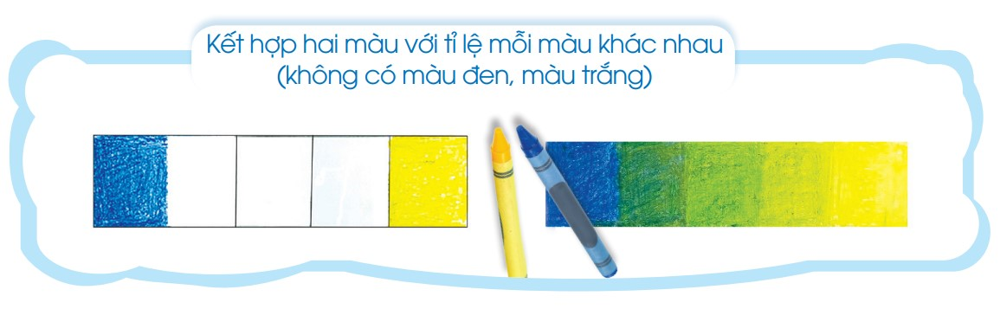 Kết hợp hai màu với tỉ lệ mỗi màu khác nhau
(không có màu đen, màu trắng)